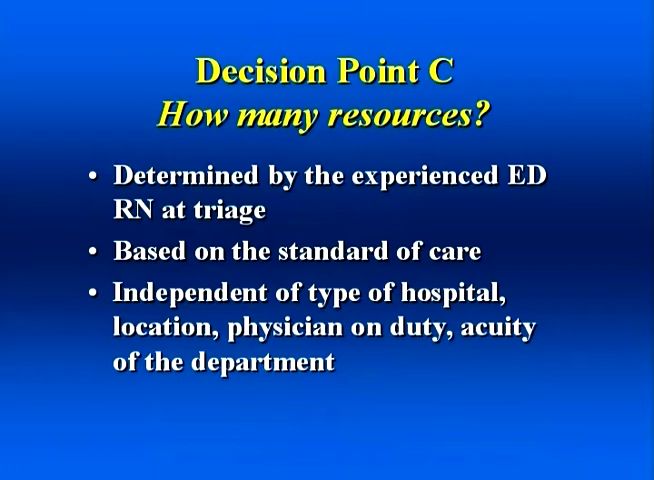 Decision Point C
How many resources?
• Determined by the experienced ED
RN at triage
• Based on the standard of care
• Independent of type of hospital,
location, physician on duty, acuity
of the department